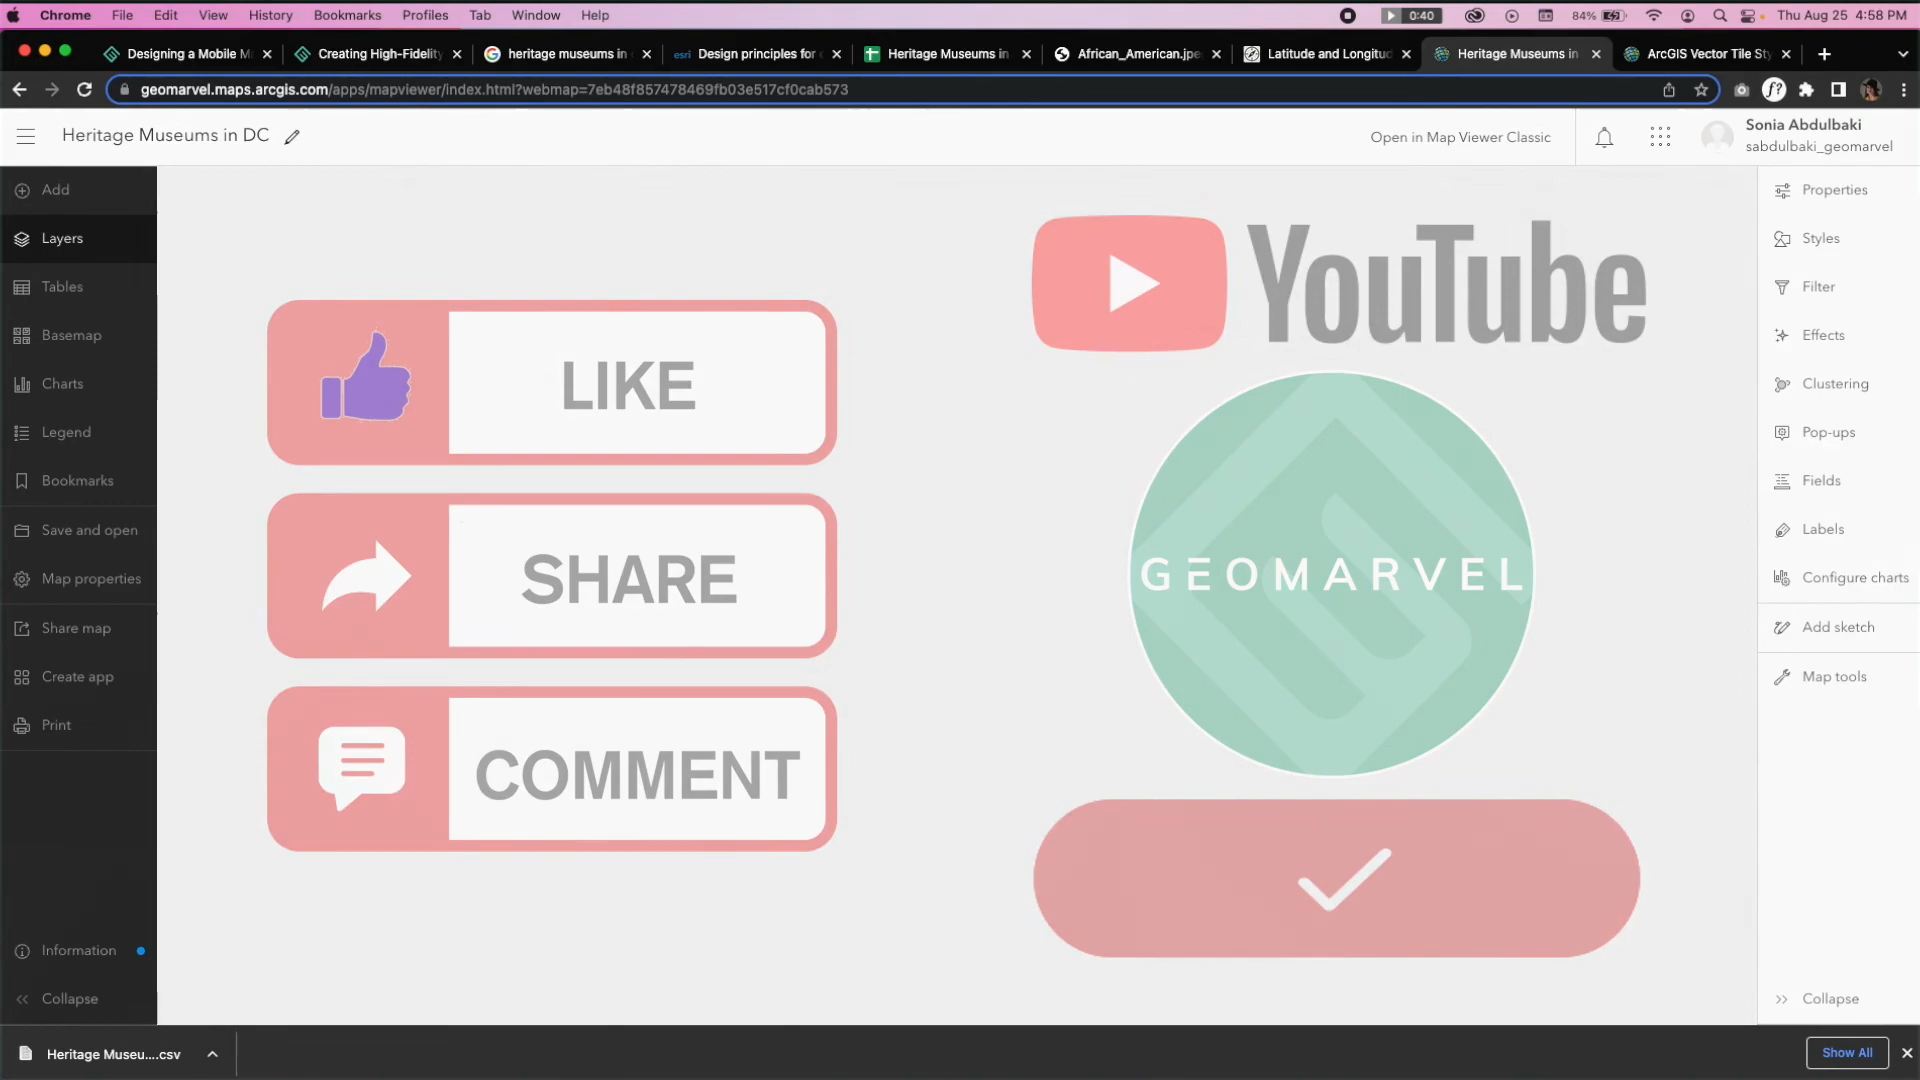 Chrome File Edit View History Bookmarks Profiles Tab Window Help 0:40 84% Thu Aug 25 4:58 PM
Designing a Mobile M Creating High-Fidelity heritage museums in esri Design principles for Heritage Museums in African_American.jpe Latitude and Longitud Heritage Museums in ArcGIS Vector Tile Sty
geomarvel.maps.arcgis.com/apps/mapviewer/index.html?webmap=7eb48f857478469fb03e517cf0cab573
Heritage Museums in DC
Open in Map Viewer Classic
Sonia Abdulbaki
sabdulbaki_geomarvel
Add
Layers
Tables
Basemap
Charts
Legend
Bookmarks
Save and open
Map properties
Share map
Create app
Print
Information
Collapse
LIKE
SHARE
COMMENT
YouTube
GEOMARVEL
Properties
Styles
Filter
Effects
Clustering
Pop-ups
Fields
Labels
Configure charts
Add sketch
Map tools
Collapse
Heritage Museu....csv
Show All